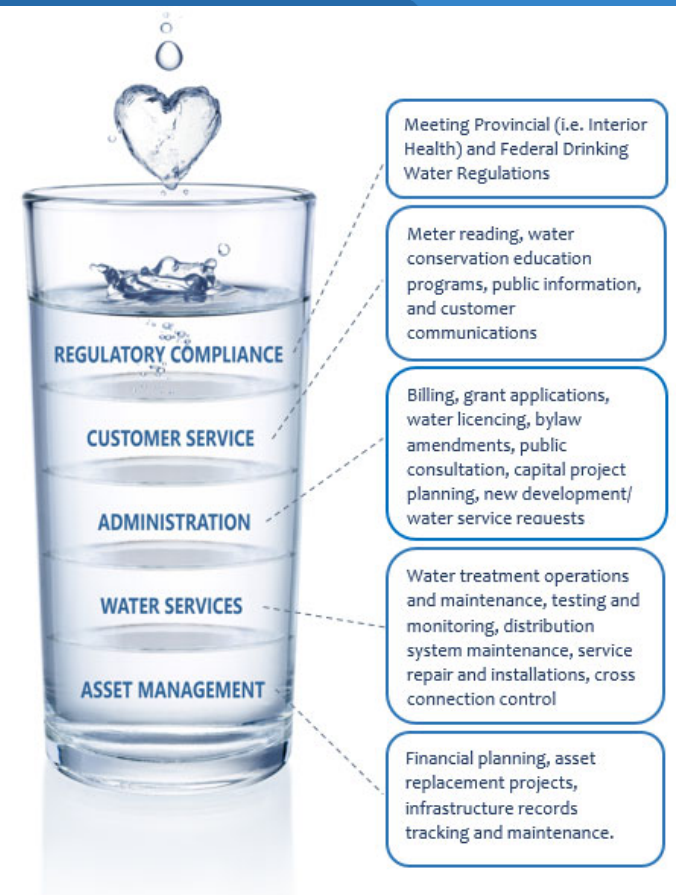 Meeting Provincial (i.e. Interior
Health) and Federal Drinking
Water Regulations
Meter reading, water
conservation education
programs, public information,
and customer
communications
REGULATORY COMPLIANCE
Billing, grant applications,
water licencing, bylaw
amendments, public
consultation, capital project
planning, new development/
water service requests
CUSTOMER SERVICE
ADMINISTRATION
Water treatment operations
and maintenance, testing and
monitoring, distribution
system maintenance, service
repair and installations, cross
connection control
WATER SERVICES
ASSET MANAGEMENT
Financial planning, asset
replacement projects,
infrastructure records
tracking and maintenance.